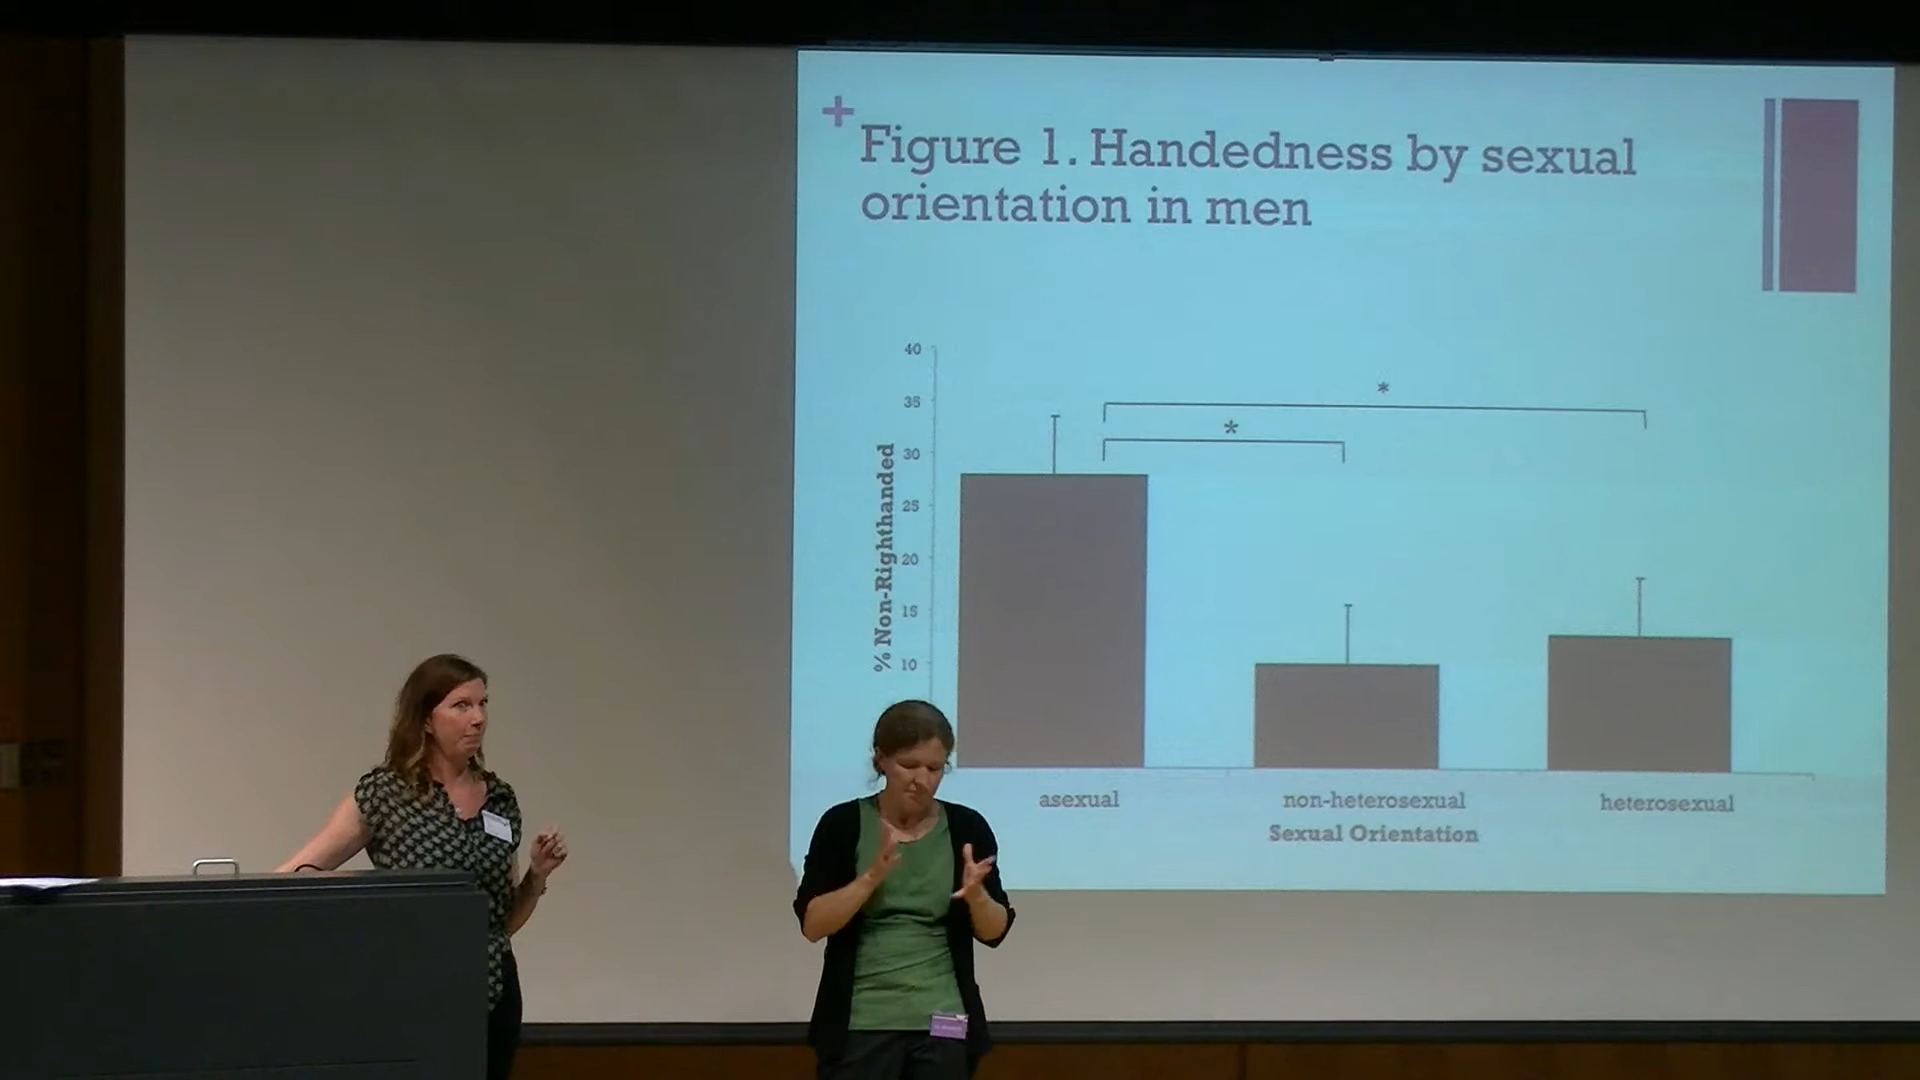 +
Figure 1. Handedness by sexual
orientation in men
40
35
30
25
20
15
10
% Non-Righthanded
*
*
asexual
non-heterosexual
heterosexual
Sexual Orientation